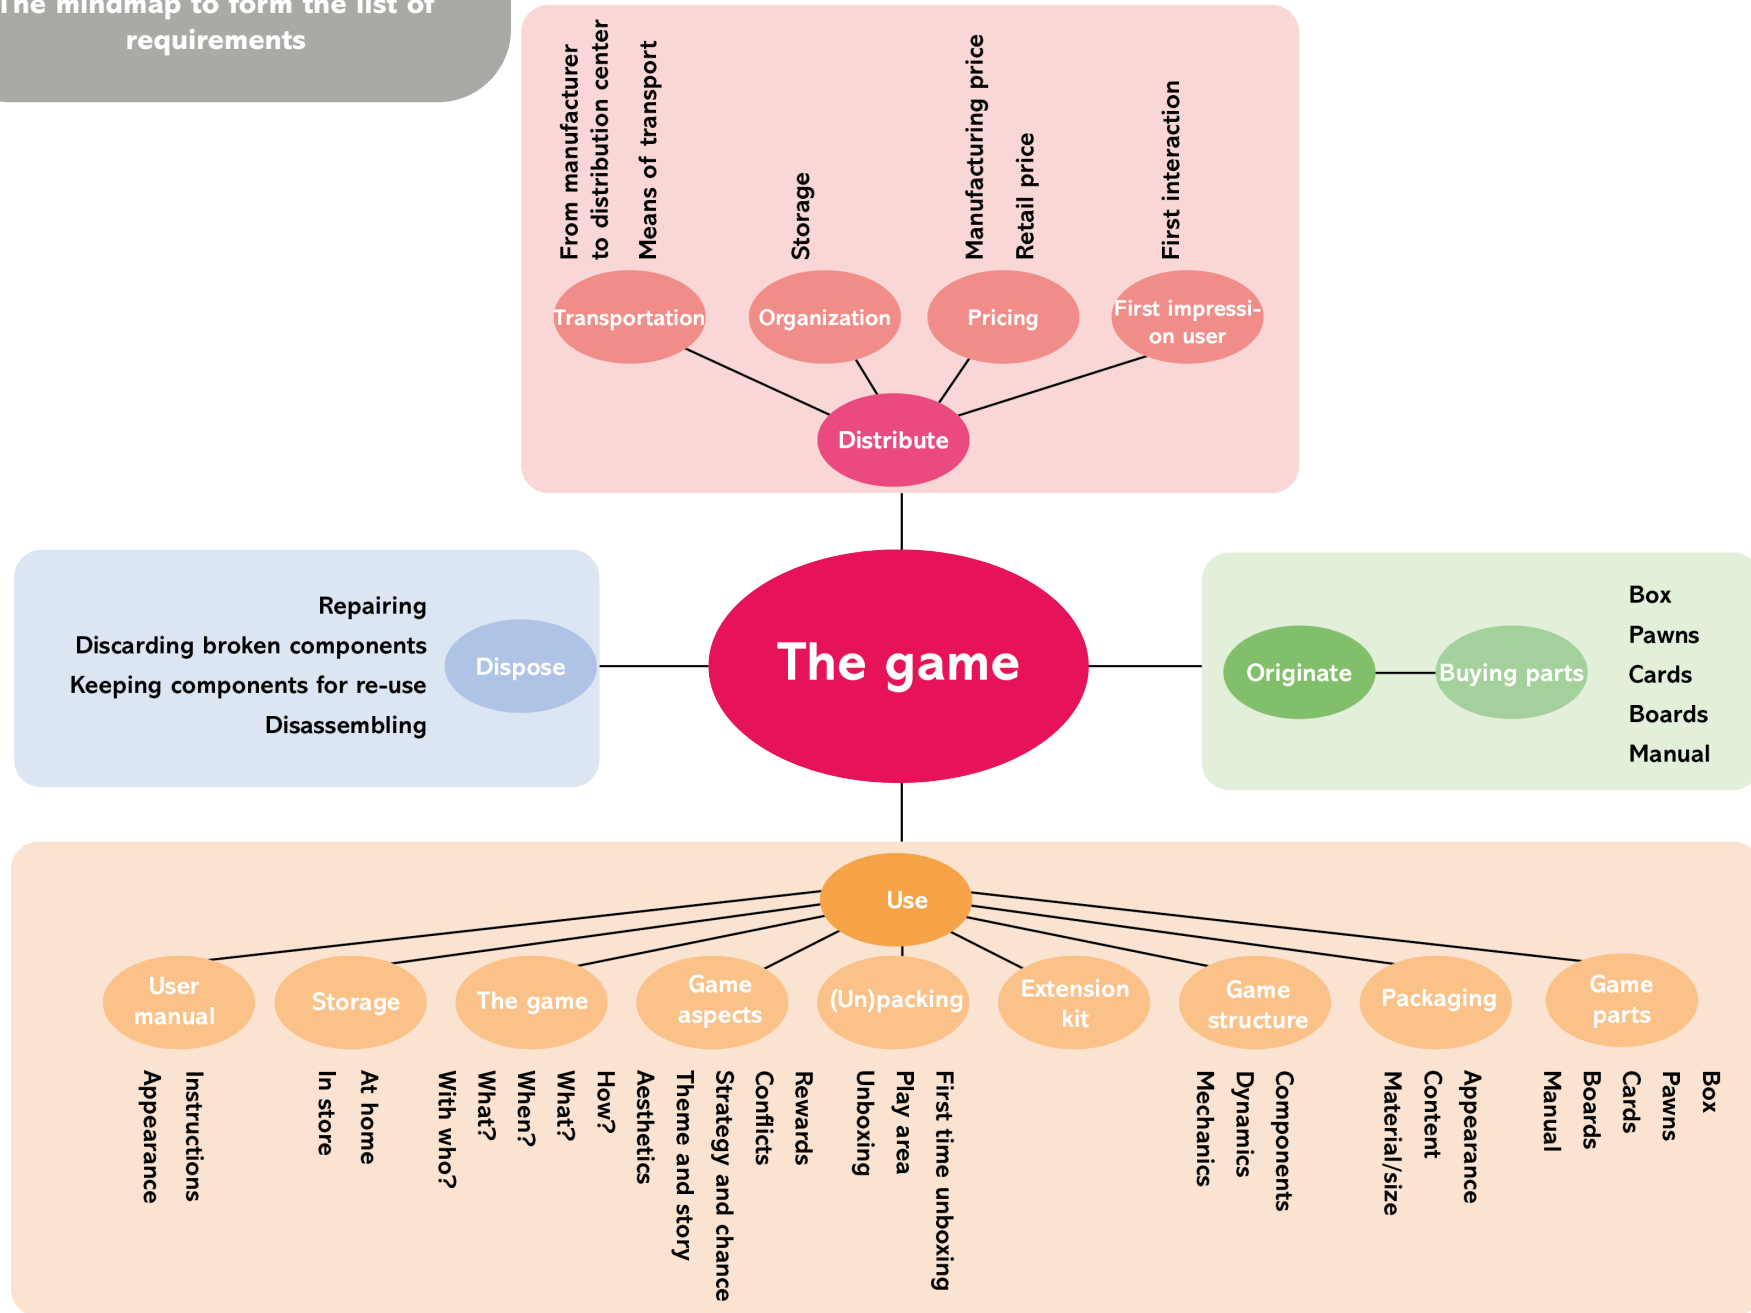 The mindmap to form the list of
requirements
From manufacturer
to distribution center
Means of transport
Storage
Manufacturing price
Retail price
First interaction
Transportation
Organization
Pricing
First impressi-
on user
Distribute
Repairing
Discarding broken components
Keeping components for re-use
Disassembling
Dispose
The game
Originate
Buying parts
Box
Pawns
Cards
Boards
Manual
Use
User
manual
Storage
The game
Game
aspects
(Un)packing
Extension
kit
Game
structure
Packaging
Game
parts
Appearance
Instructions
In store
At home
With who?
What?
When?
What?
How?
Aesthetics
Theme and story
Strategy and chance
Conflicts
Rewards
Unboxing
Play area
First time unboxing
Mechanics
Dynamics
Components
Material/size
Content
Appearance
Manual
Boards
Cards
Pawns
Box